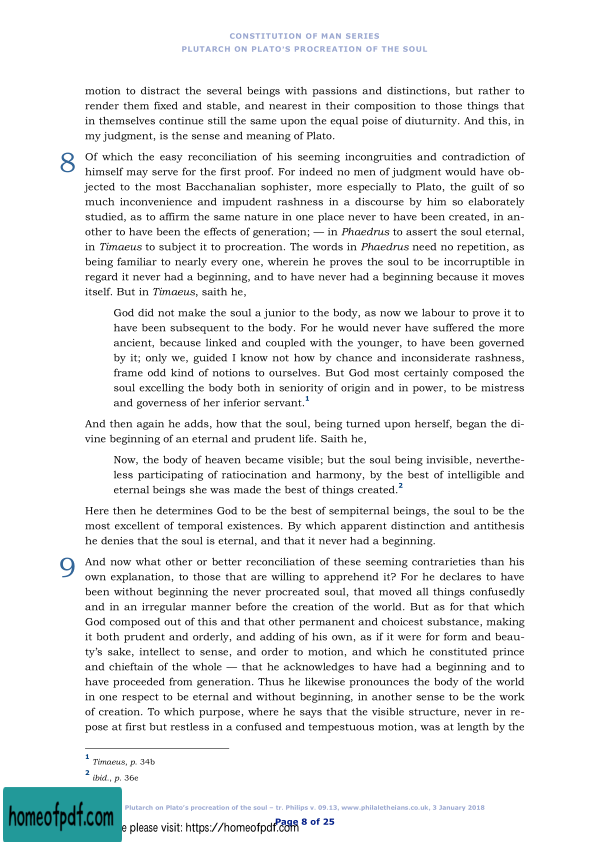 CONSTITUTION OF MAN SERIES
PLUTARCH ON PLATO'S PROCREATION OF THE SOUL
motion to distract the several beings with passions and distinctions, but rather to
render them fixed and stable, and nearest in their composition to those things that
in themselves continue still the same upon the equal poise of diuturnity. And this, in
my judgment, is the sense and meaning of Plato.
8 Of which the easy reconciliation of his seeming incongruities and contradiction of
himself may serve for the first proof. For indeed no men of judgment would have ob-
jected to the most Bacchanalian sophister, more especially to Plato, the guilt of so
much inconvenience and impudent rashness in a discourse by him so elaborately
studied, as to affirm the same nature in one place never to have been created, in an-
other to have been the effects of generation; — in Phaedrus to assert the soul eternal,
in Timaeus to subject it to procreation. The words in Phaedrus need no repetition, as
being familiar to nearly every one, wherein he proves the soul to be incorruptible in
regard it never had a beginning, and to have never had a beginning because it moves
itself. But in Timaeus, saith he,
God did not make the soul a junior to the body, as now we labour to prove it to
have been subsequent to the body. For he would never have suffered the more
ancient, because linked and coupled with the younger, to have been governed
by it; only we, guided I know not how by chance and inconsiderate rashness,
frame odd kind of notions to ourselves. But God most certainly composed the
soul excelling the body both in seniority of origin and in power, to be mistress
and governess of her inferior servant.1
And then again he adds, how that the soul, being turned upon herself, began the di-
vine beginning of an eternal and prudent life. Saith he,
Now, the body of heaven became visible; but the soul being invisible, neverthe-
less participating of ratiocination and harmony, by the best of intelligible and
eternal beings she was made the best of things created.2
Here then he determines God to be the best of sempiternal beings, the soul to be the
most excellent of temporal existences. By which apparent distinction and antithesis
he denies that the soul is eternal, and that it never had a beginning.
9 And now what other or better reconciliation of these seeming contrarieties than his
own explanation, to those that are willing to apprehend it? For he declares to have
been without beginning the never procreated soul, that moved all things confusedly
and in an irregular manner before the creation of the world. But as for that which
God composed out of this and that other permanent and choicest substance, making
it both prudent and orderly, and adding of his own, as if it were for form and beau-
ty's sake, intellect to sense, and order to motion, and which he constituted prince
and chieftain of the whole — that he acknowledges to have had a beginning and to
have proceeded from generation. Thus he likewise pronounces the body of the world
in one respect to be eternal and without beginning, in another sense to be the work
of creation. To which purpose, where he says that the visible structure, never in re-
pose at first but restless in a confused and tempestuous motion, was at length by the
1 Timaeus, p. 34b
2 ibid., p. 36e
Plutarch on Plato's procreation of the soul – tr. Philips v. 09.13, www.philaletheians.co.uk, 3 January 2018
Page 8 of 25
homeofpdf.com
please visit: https://homeofpdf.com